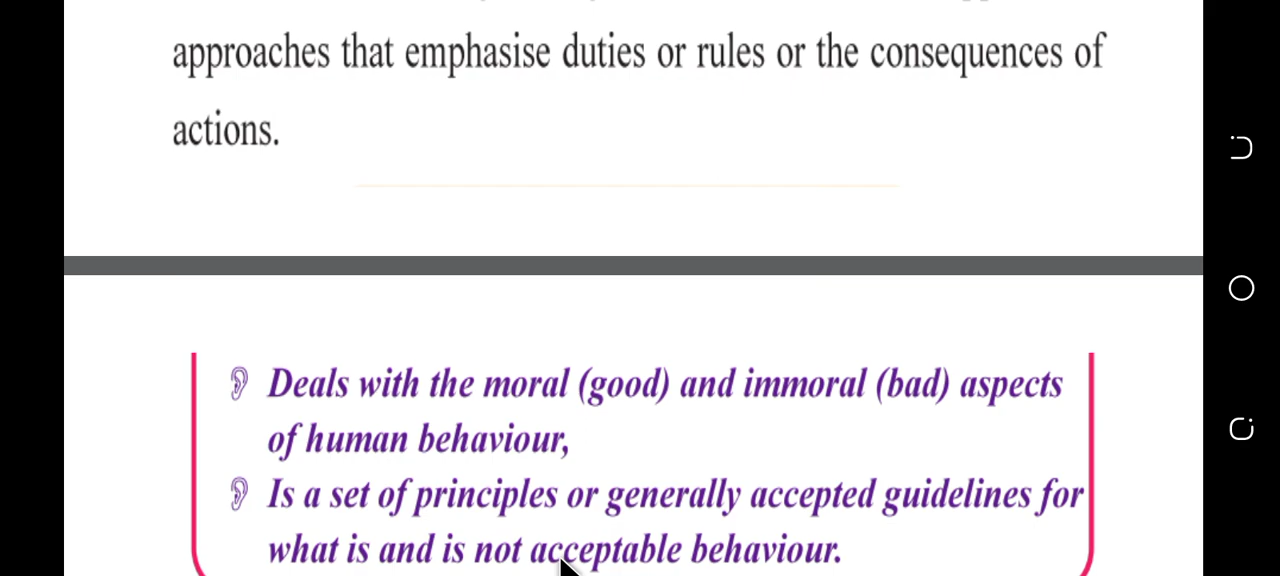 approaches that emphasise duties or rules or the consequences of
actions.
Deals with the moral (good) and immoral (bad) aspects
of human behaviour,
Is a set of principles or generally accepted guidelines for
what is and is not acceptable behaviour.